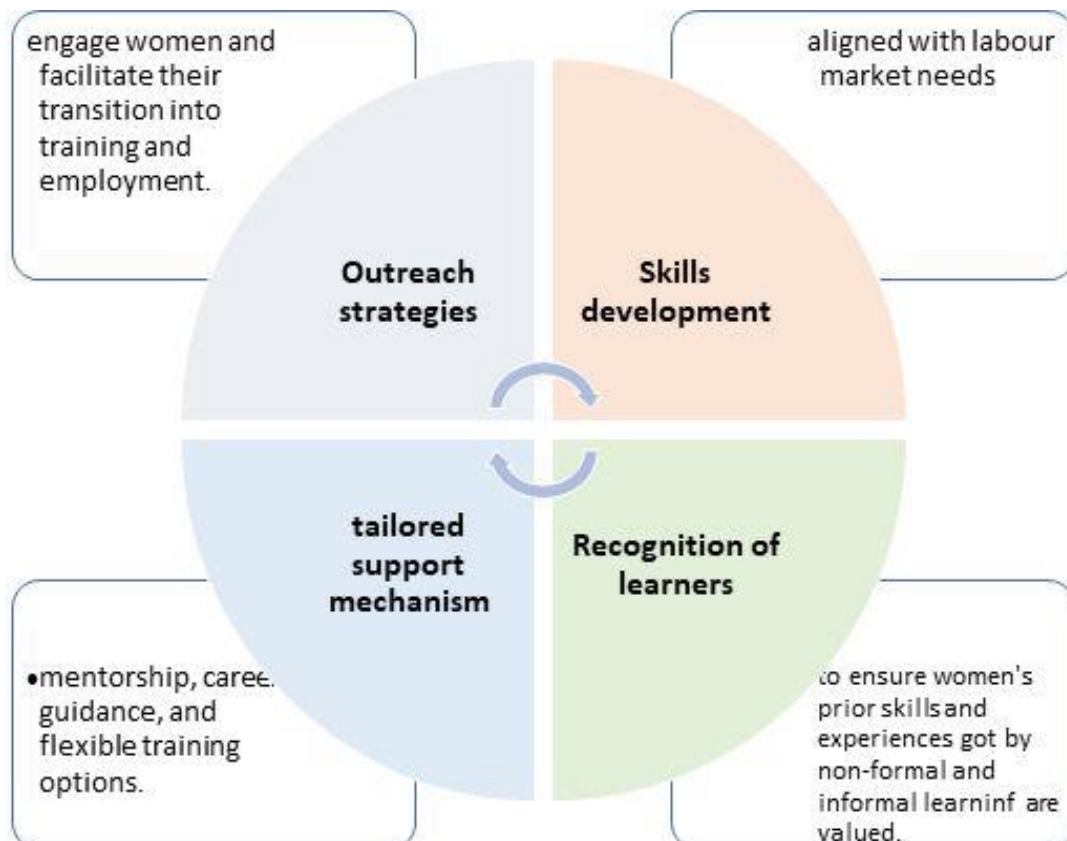 engage women and
facilitate their
transition into
training and
employment.
aligned with labour
market needs
Outreach
strategies
Skills
development
tailored
support
mechanism
Recognition of
learners
•mentorship, career
guidance, and
flexible training
options.
to ensure women's
prior skills and
experiences got by
non-formal and
informal learninf are
valued.